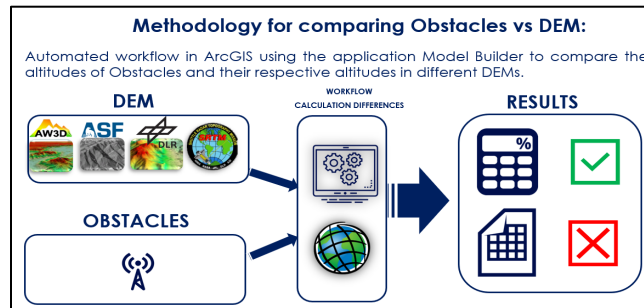 Methodology for comparing Obstacles vs DEM:
Automated workflow in ArcGIS using the application Model Builder to compare the
altitudes of Obstacles and their respective altitudes in different DEMs.
WORKFLOW
CALCULATION DIFFERENCES
DEM
RESULTS
AW3D
ASF
DLR
SRTM
%
OBSTACLES